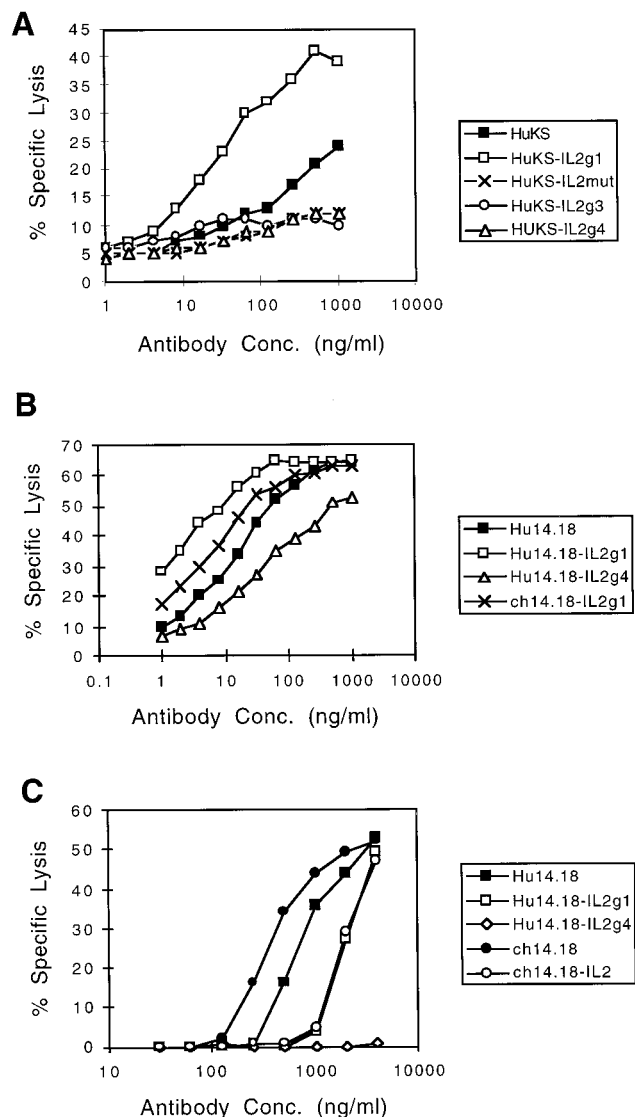 A
45
40
35
30
25
20
15
10
5
0
% Specific Lysis
1 10 100 1000 10000
Antibody Conc. (ng/ml)
HuKS
HuKS-IL2g1
HuKS-IL2mut
HuKS-IL2g3
HUKS-IL2g4
B
70
60
50
40
30
20
10
0
% Specific Lysis
0.1 1 10 100 1000 10000
Antibody Conc. (ng/ml)
Hu14.18
Hu14.18-IL2g1
Hu14.18-IL2g4
ch14.18-IL2g1
C
60
50
40
30
20
10
0
% Specific Lysis
10 100 1000 10000
Antibody Conc. (ng/ml)
Hu14.18
Hu14.18-IL2g1
Hu14.18-IL2g4
ch14.18
ch14.18-IL2